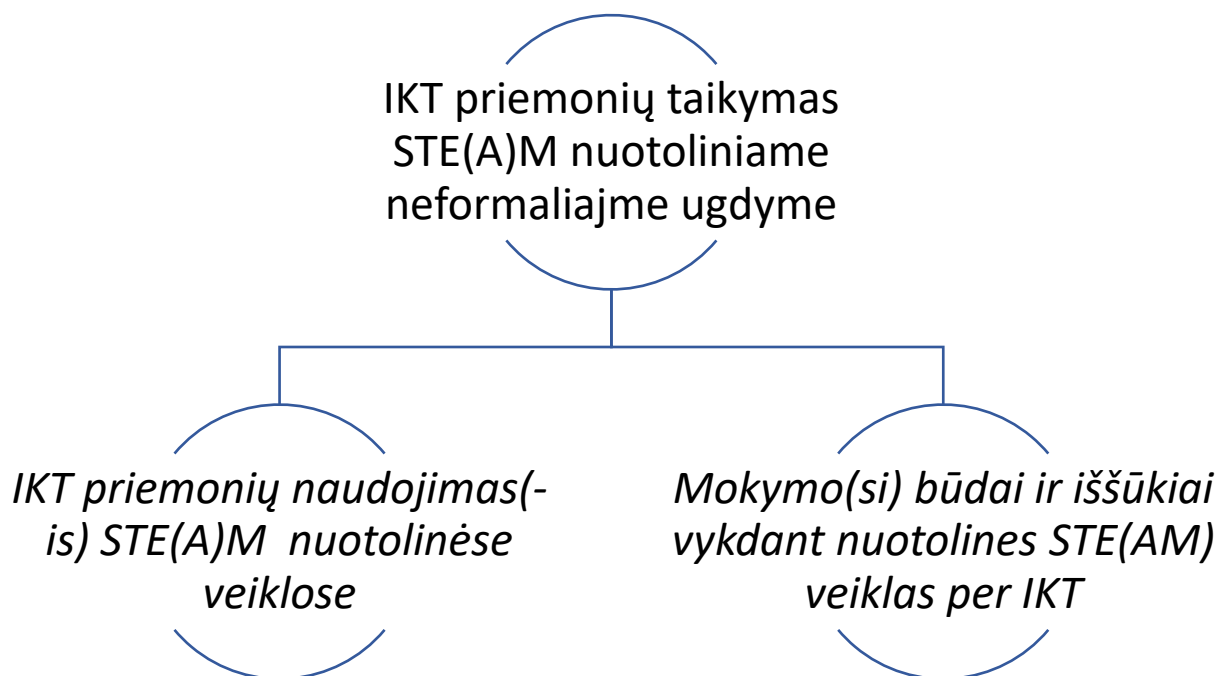 IKT priemonių taikymas
STE(A)M nuotoliniame
neformaliajme ugdyme
IKT priemonių naudojimas(-
is) STE(A)M nuotolinėse
veiklose
Mokymo(si) būdai ir iššūkiai
vykdant nuotolines STE(AM)
veiklas per IKT